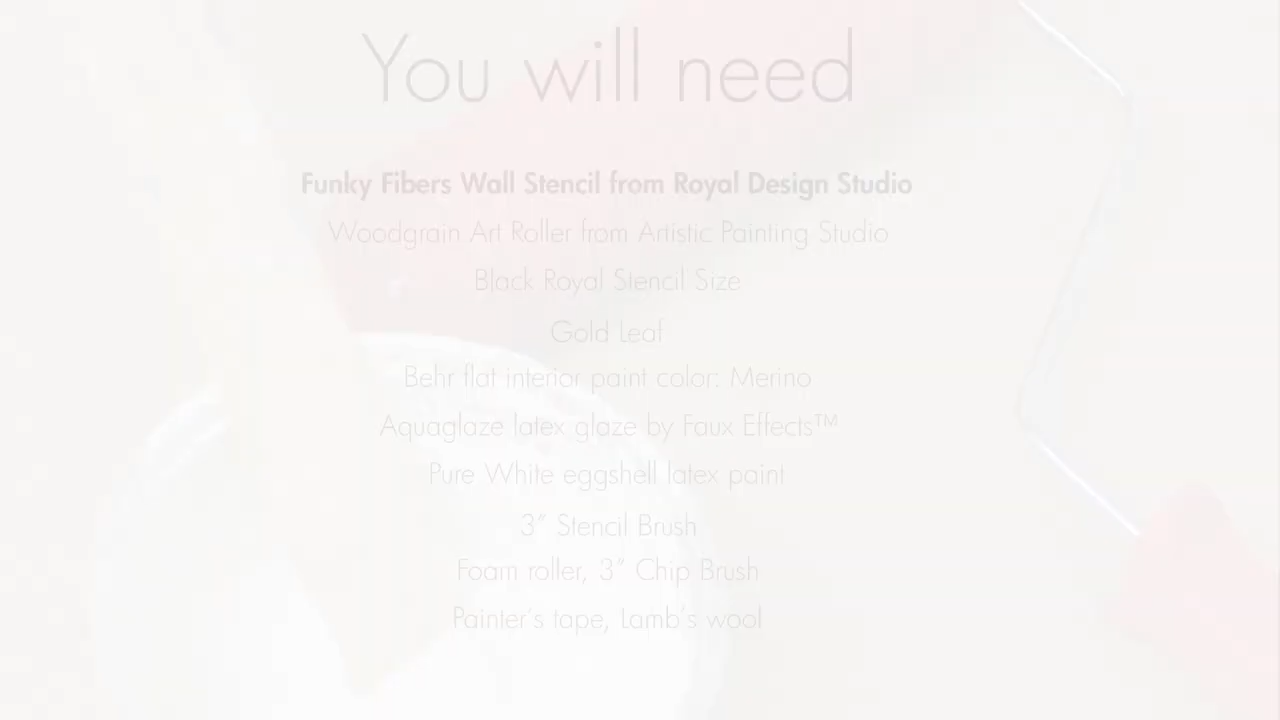 You will need
Funky Fibers Wall Stencil from Royal Design Studio
Woodgrain Art Roller from Artistic Painting Studio
Black Royal Stencil Size
Gold Leaf
Behr flat interior paint color: Merino
Aquaglaze latex glaze by Faux Effects™
Pure White eggshell latex paint
3” Stencil Brush
Foam roller, 3” Chip Brush
Painter's tape, Lamb's wool